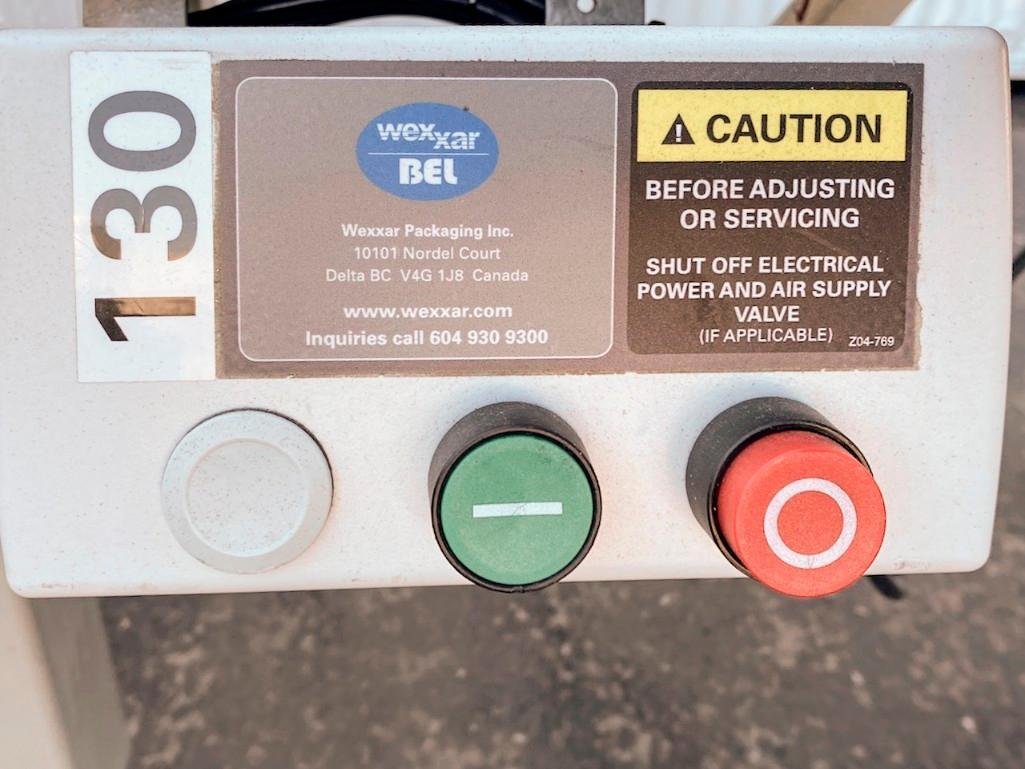 130
wexxar
BEL
Wexxar Packaging Inc.
10101 Nordel Court
Delta BC V4G 1J8 Canada
www.wexxar.com
Inquiries call 604 930 9300
! CAUTION
BEFORE ADJUSTING
OR SERVICING
SHUT OFF ELECTRICAL
POWER AND AIR SUPPLY
VALVE
(IF APPLICABLE)
Z04-769